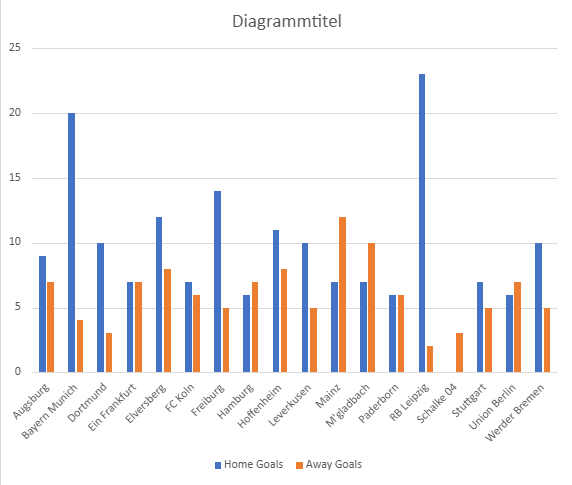 Diagrammtitel
25
20
15
10
5
0
Augsburg
Bayern Munich
Dortmund
Ein Frankfurt
Elversberg
FC Koln
Freiburg
Hamburg
Hoffenheim
Leverkusen
Mainz
M'gladbach
Paderborn
RB Leipzig
Schalke 04
Stuttgart
Union Berlin
Werder Bremen
Home Goals Away Goals